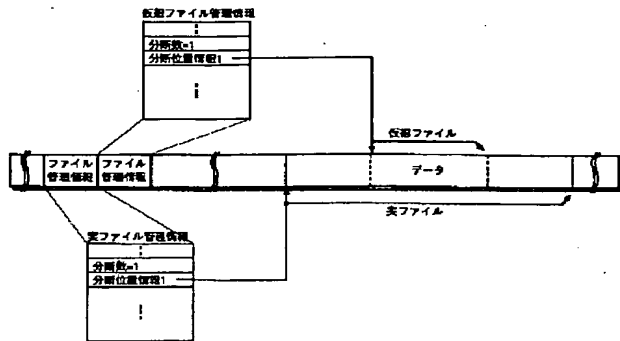 仮想ファイル管理情報
分断数=1
分断位置情報1
仮想ファイル
ファイル
管理情報
ファイル
管理情報
データ
実ファイル
実ファイル管理情報
分断数=1
分断位置情報1